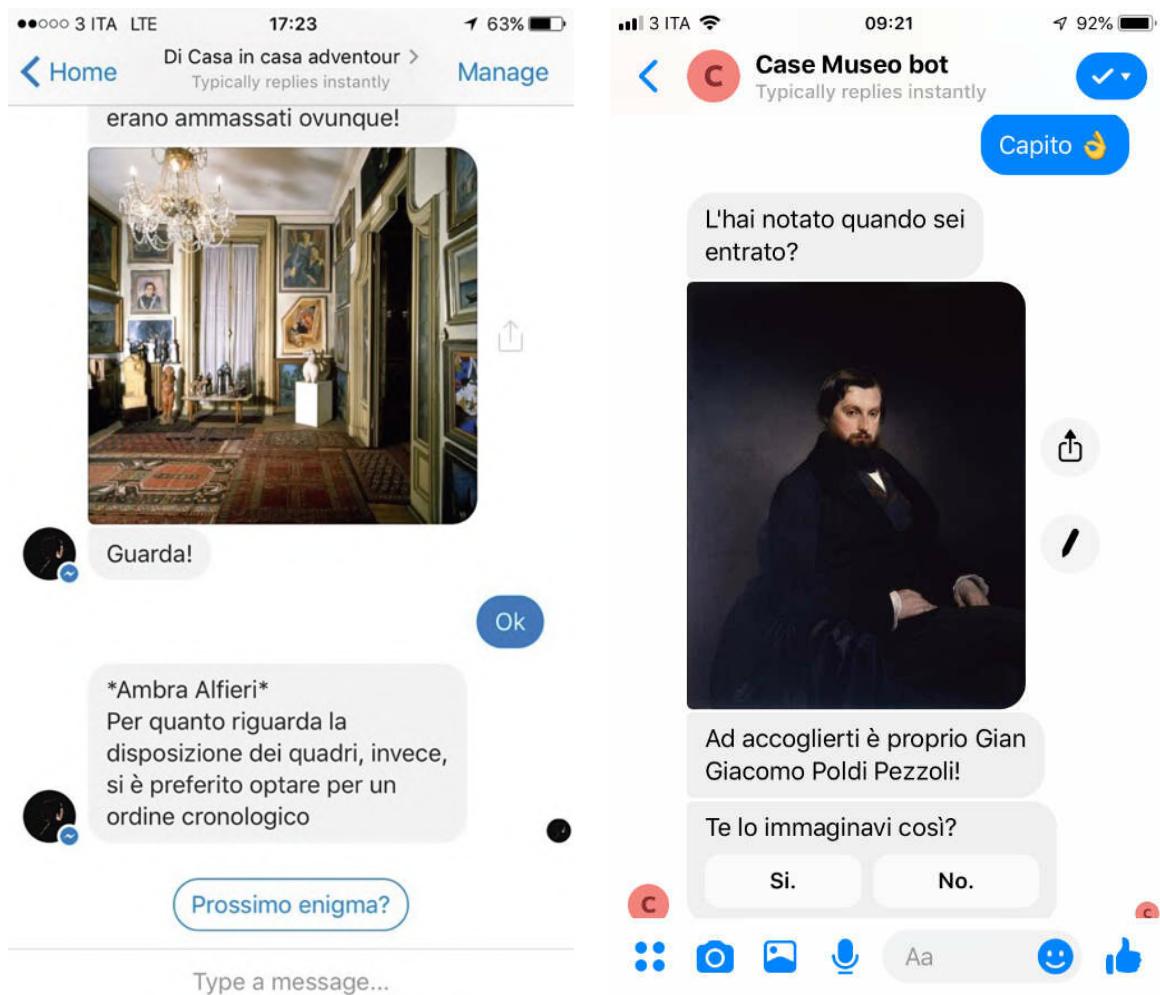 3 ITA LTE 17:23 63%
Home Di Casa in casa adventour Manage
Typically replies instantly
erano ammassati ovunque!
Guarda!
Ok
*Ambra Alfieri*
Per quanto riguarda la
disposizione dei quadri, invece,
si è preferito optare per un
ordine cronologico
Prossimo enigma?
Type a message...
3 ITA 09:21 92%
C Case Museo bot
Typically replies instantly
Capito 👌
L'hai notato quando sei
entrato?
Ad accoglierti è proprio Gian
Giacomo Poldi Pezzoli!
Te lo immaginavi così?
Si. No.
C
C
Aa